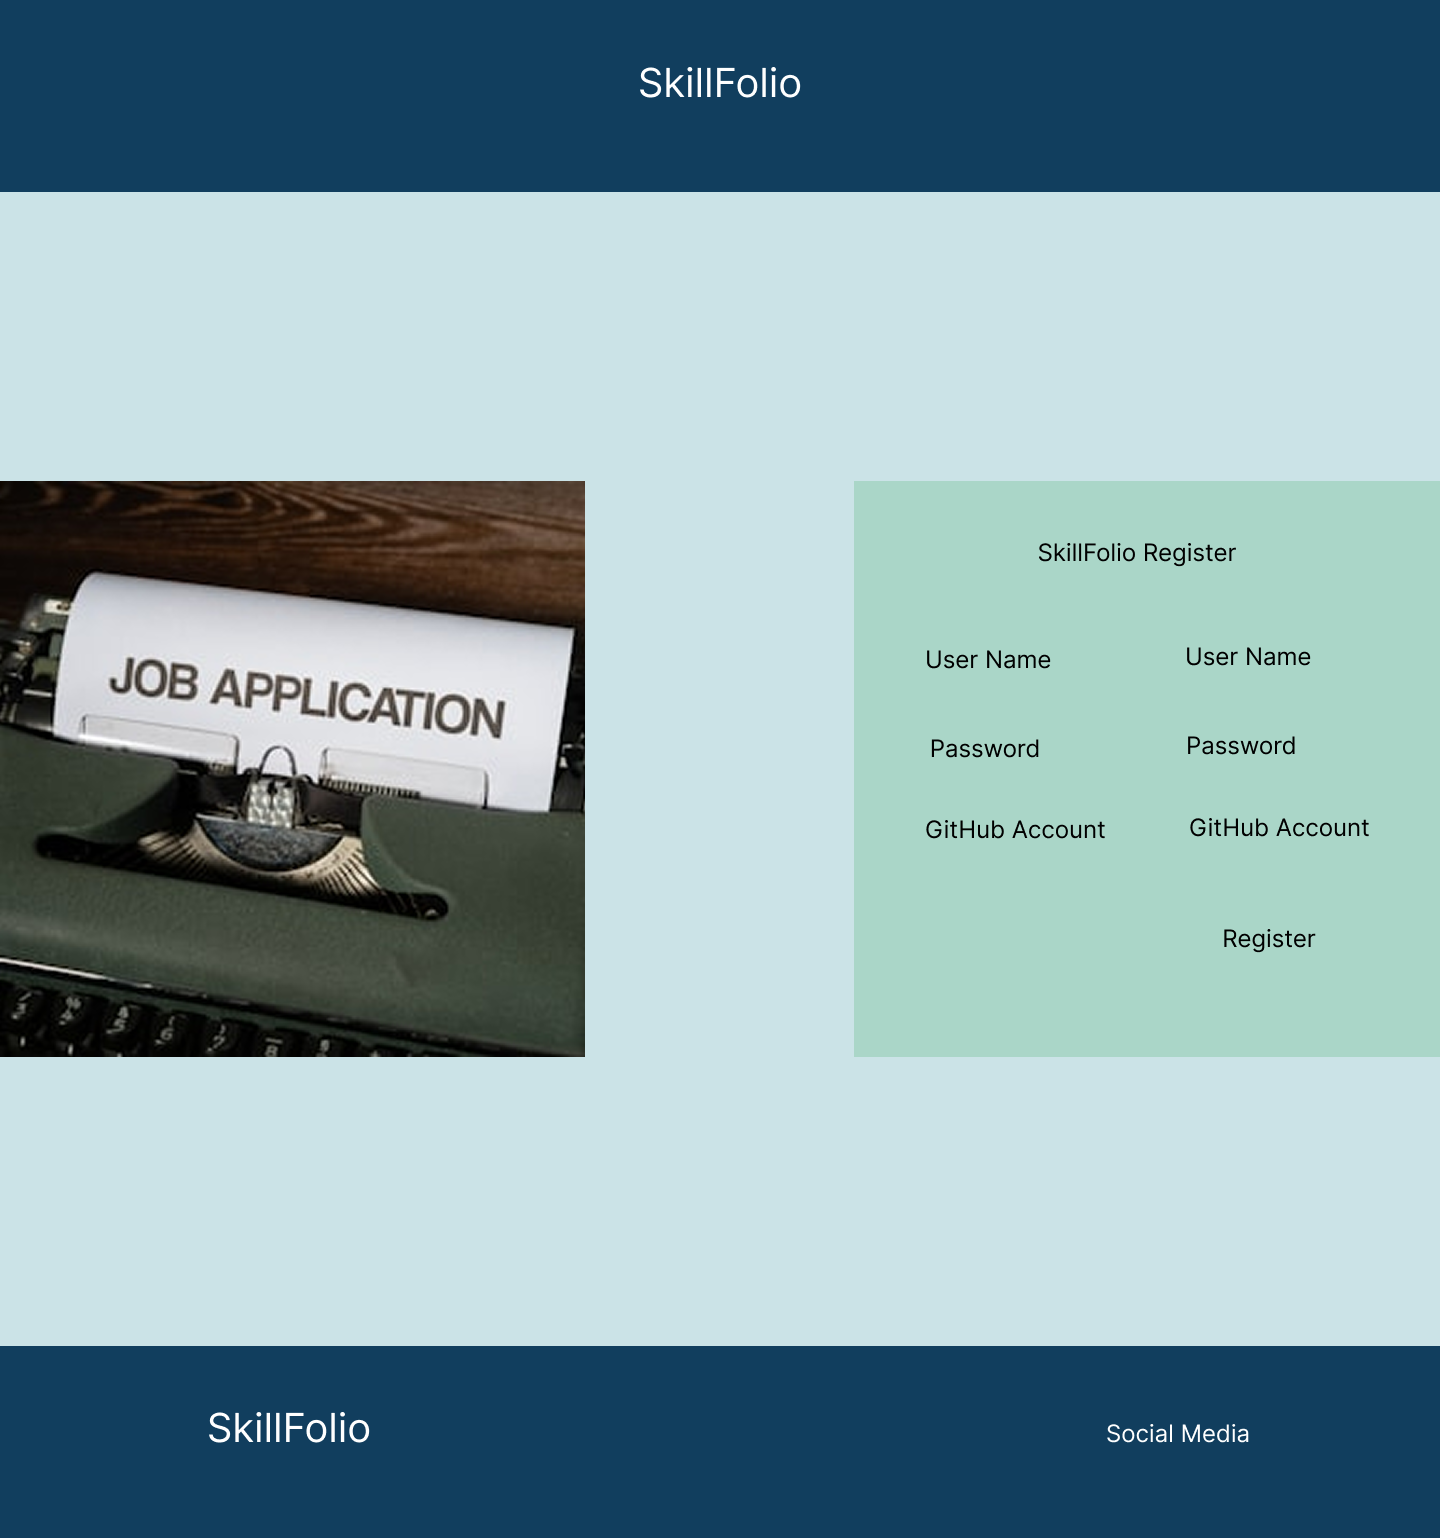 SkillFolio
JOB APPLICATION
SkillFolio Register
User Name User Name
Password Password
GitHub Account GitHub Account
Register
SkillFolio Social Media